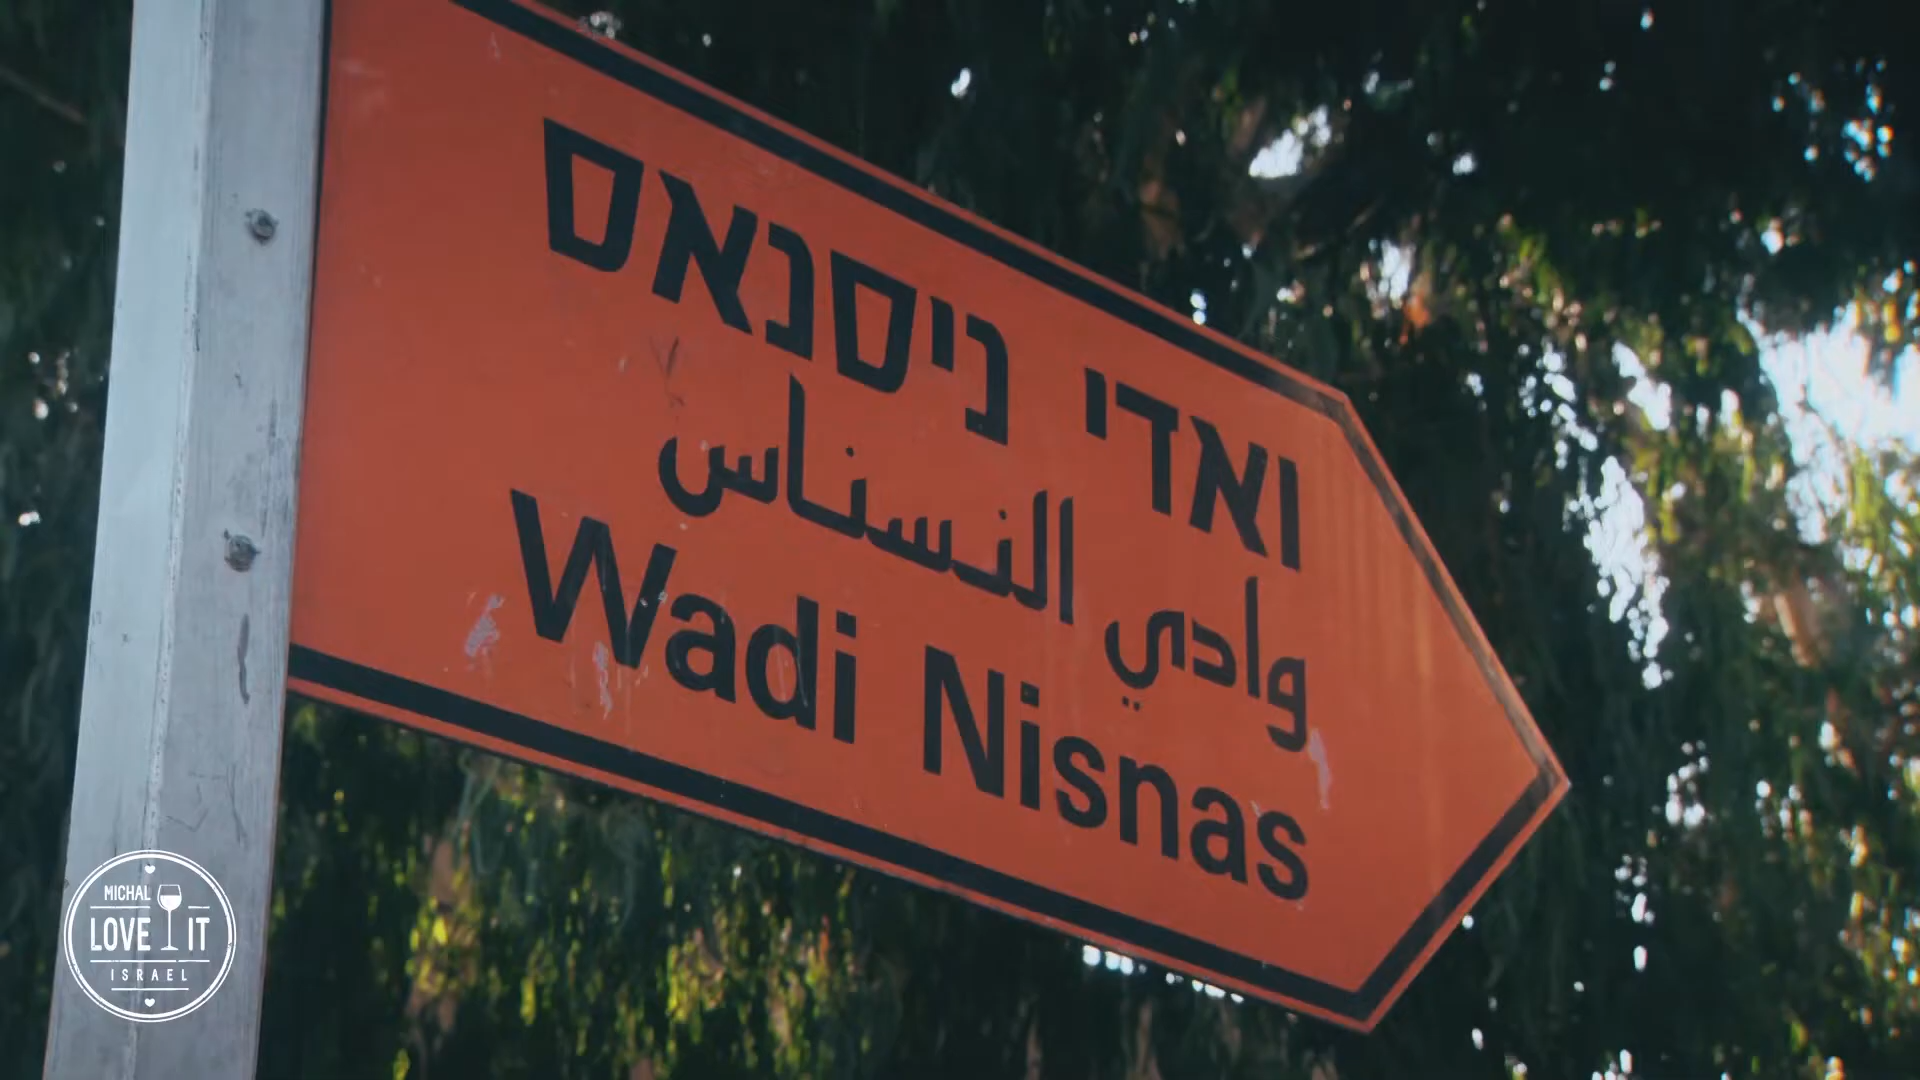 ואדי ניסנאס
وادي النسناس
Wadi Nisnas
MICHAL
LOVE IT
ISRAEL